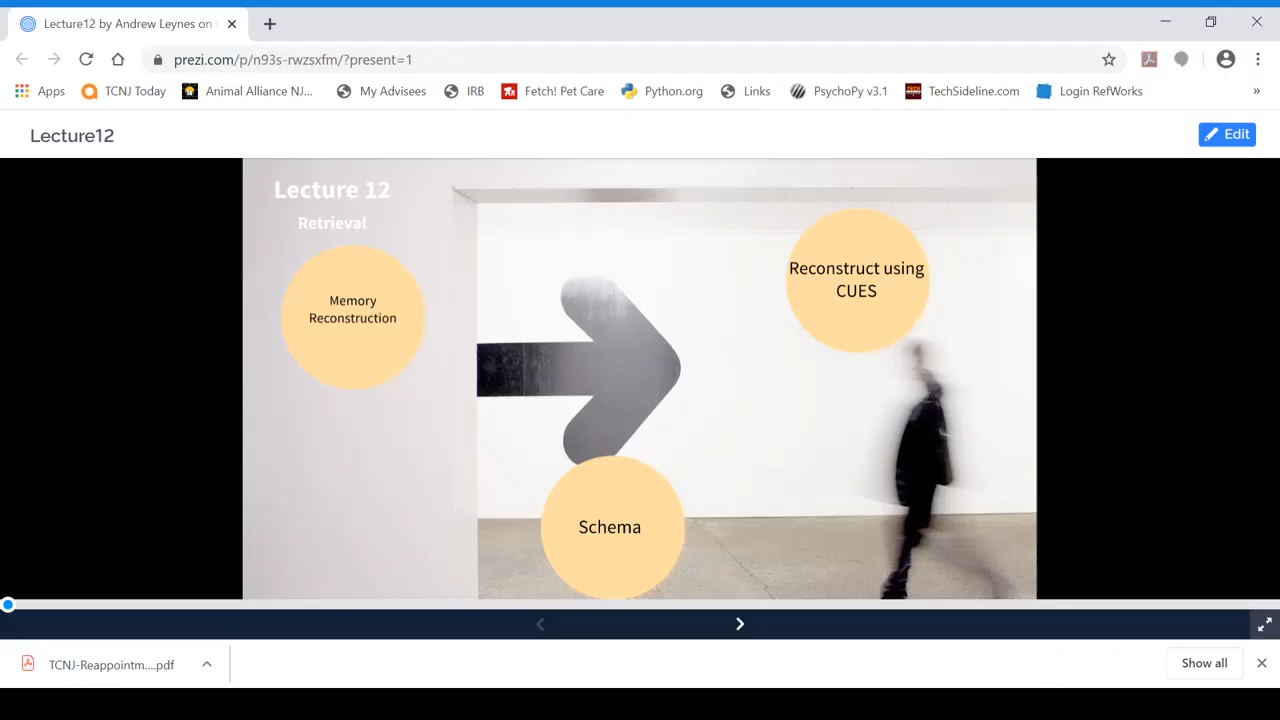 Lecture12 by Andrew Leynes on
prezi.com/p/n93s-rwzsxfm/?present=1
Apps
TCNJ Today
Animal Alliance NJ...
My Advisees
IRB
Fetch! Pet Care
Python.org
Links
PsychoPy v3.1
TechSideline.com
Login RefWorks
»
Lecture12
Edit
Lecture 12
Retrieval
Memory
Reconstruction
Reconstruct using
CUES
Schema
TCNJ-Reappointm....pdf
Show all